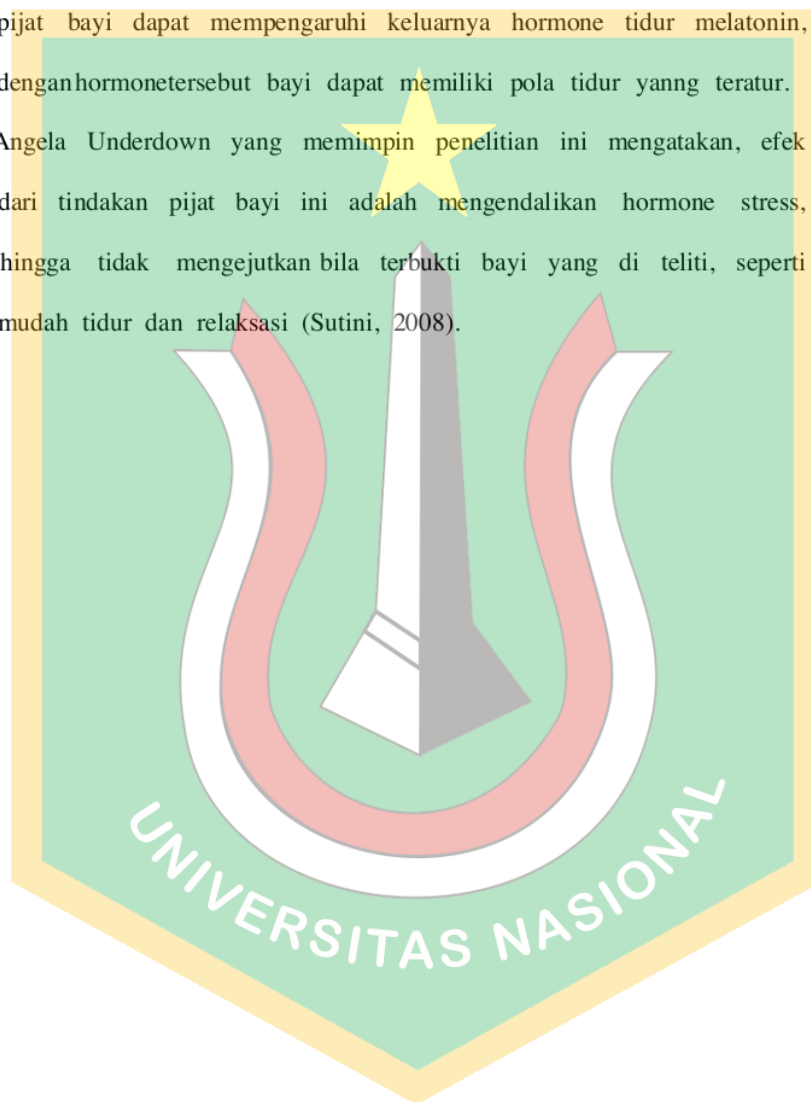 pijat bayi dapat mempengaruhi keluarnya hormone tidur melatonin,
denganhormonetersebut bayi dapat memiliki pola tidur yanng teratur.
Angela Underdown yang memimpin penelitian ini mengatakan, efek
dari tindakan pijat bayi ini adalah mengendalikan hormone stress,
hingga tidak mengejutkan bila terbukti bayi yang di teliti, seperti
mudah tidur dan relaksasi (Sutini, 2008).
UNIVERSITAS NASIONAL